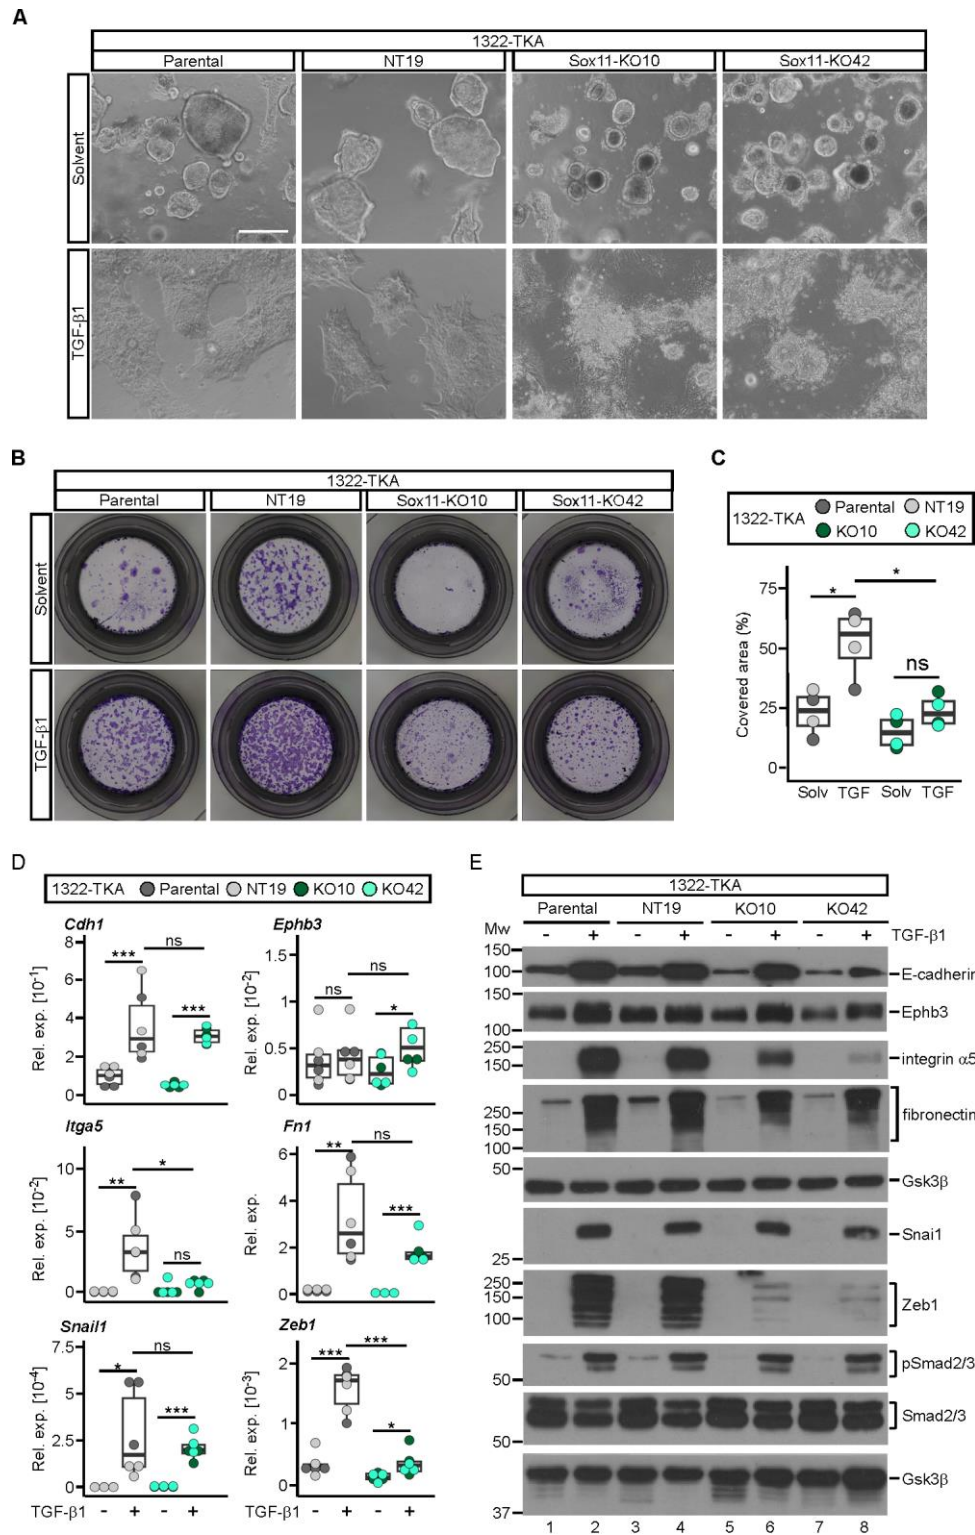 A
1322-TKA
Parental NT19 Sox11-KO10 Sox11-KO42
Solvent
TGF-β1
B
1322-TKA
Parental NT19 Sox11-KO10 Sox11-KO42
Solvent
TGF-β1
C
1322-TKA Parental NT19
KO10 KO42
* *
ns
Covered area (%)
75
50
25
0
Solv TGF Solv TGF
D
1322-TKA Parental NT19 KO10 KO42
Cdh1
Rel. exp. [10-1]
8
4
2
0
*** ns ***
Ephb3
Rel. exp. [10-2]
1.5
1
0.5
0
ns ns *
Itga5
Rel. exp. [10-2]
10
5
0
** * ns
Fn1
Rel. exp.
6
4
2
0
** ns ***
Snail1
Rel. exp. [10-4]
7.5
5
2.5
0
* ns ***
Zeb1
Rel. exp. [10-3]
2
1
0
*** *** *
TGF-β1 - + - + TGF-β1 - + - +
E
1322-TKA
Parental NT19 KO10 KO42
Mw - + - + - + - + TGF-β1
150
100
E-cadherin
150
100
Ephb3
250
150
integrin α5
250
150
100
fibronectin
50
Gsk3β
25
Snai1
250
150
100
Zeb1
50
pSmad2/3
50
Smad2/3
37
Gsk3β
1 2 3 4 5 6 7 8